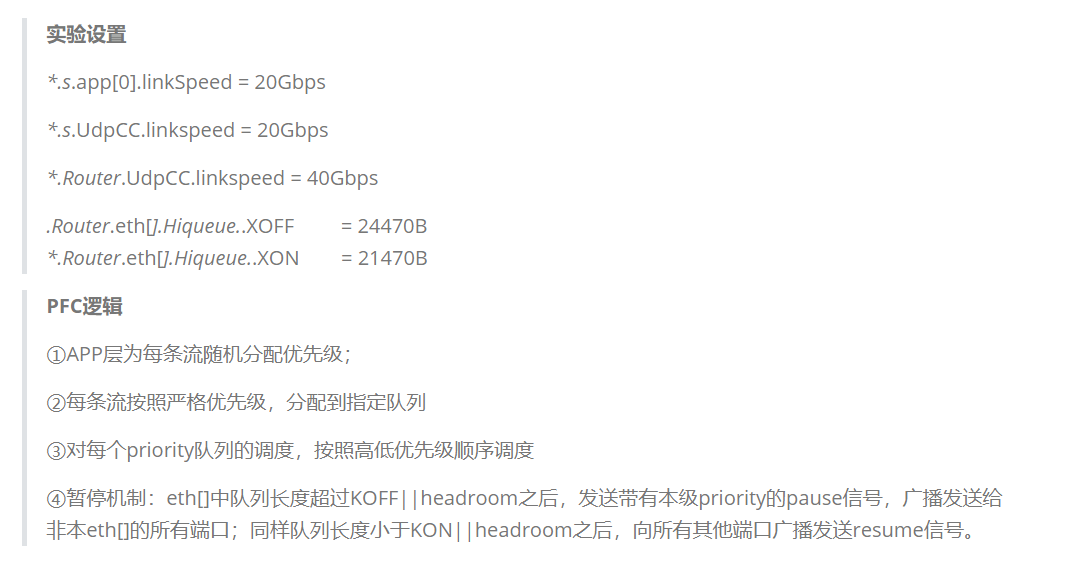 实验设置
*.s.app[0].linkSpeed = 20Gbps
*.s.UdpCC.linkspeed = 20Gbps
*.Router.UdpCC.linkspeed = 40Gbps
.Router.eth[].Hiqueue..XOFF = 24470B
*.Router.eth[].Hiqueue..XON = 21470B
PFC逻辑
①APP层为每条流随机分配优先级；
②每条流按照严格优先级，分配到指定队列
③对每个priority队列的调度，按照高低优先级顺序调度
④暂停机制：eth[]中队列长度超过KOFF||headroom之后，发送带有本级priority的pause信号，广播发送给
非本eth[]的所有端口；同样队列长度小于KON||headroom之后，向所有其他端口广播发送resume信号。